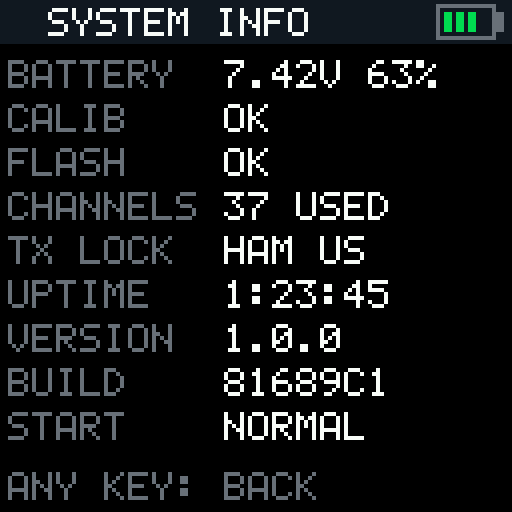 SYSTEM INFO
BATTERY 7.42V 63%
CALIB OK
FLASH OK
CHANNELS 37 USED
TX LOCK HAM US
UPTIME 1:23:45
VERSION 1.0.0
BUILD 81689C1
START NORMAL
ANY KEY: BACK